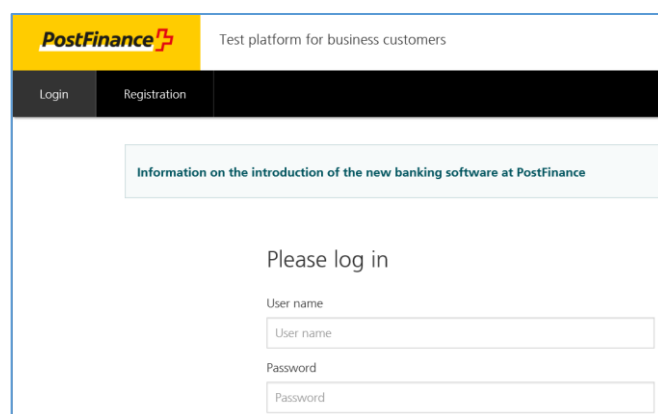 PostFinance Test platform for business customers
Login Registration
Information on the introduction of the new banking software at PostFinance
Please log in
User name
User name
Password
Password